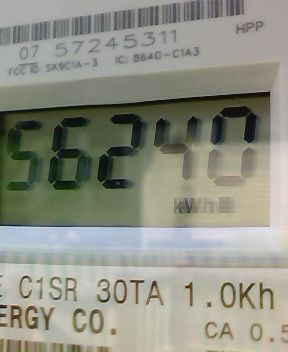 07 57245311
HPP
FCC ID: SK9C1A-3 IC: 864G-C1A3
56240
kWh
C1SR 30TA 1.0Kh
ERGY CO.
CA 0.5